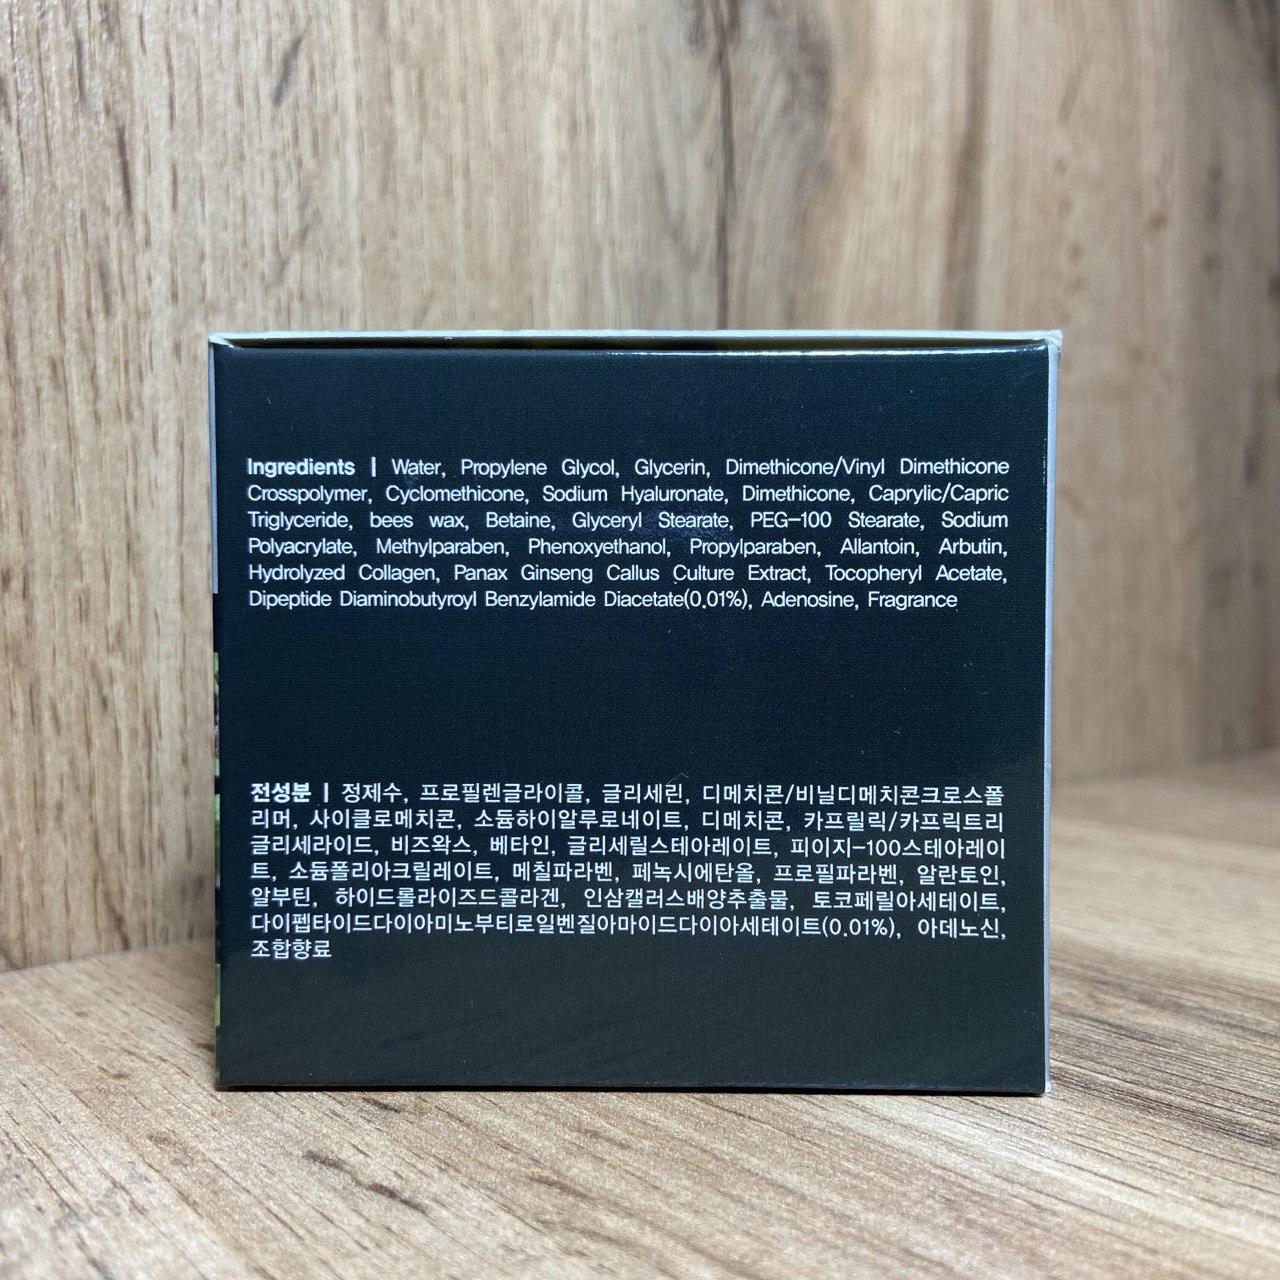 Ingredients | Water, Propylene Glycol, Glycerin, Dimethicone/Vinyl Dimethicone
Crosspolymer, Cyclomethicone, Sodium Hyaluronate, Dimethicone, Caprylic/Capric
Triglyceride, bees wax, Betaine, Glyceryl Stearate, PEG-100 Stearate, Sodium
Polyacrylate, Methylparaben, Phenoxyethanol, Propylparaben, Allantoin, Arbutin,
Hydrolyzed Collagen, Panax Ginseng Callus Culture Extract, Tocopheryl Acetate,
Dipeptide Diaminobutyroyl Benzylamide Diacetate(0.01%), Adenosine, Fragrance
전성분 | 정제수, 프로필렌글라이콜, 글리세린, 디메치콘/비닐디메치콘크로스폴
리머, 사이클로메치콘, 소듐하이알루로네이트, 디메치콘, 카프릴릭/카프릭트리
글리세라이드, 비즈왁스, 베타인, 글리세릴스테아레이트, 피이지-100스테아레이
트, 소듐폴리아크릴레이트, 메칠파라벤, 페녹시에탄올, 프로필파라벤, 알란토인,
알부틴, 하이드롤라이즈드콜라겐, 인삼캘러스배양추출물, 토코페릴아세테이트,
다이펩타이드다이아미노부티로일벤질아마이드다이아세테이트(0.01%), 아데노신,
조합향료